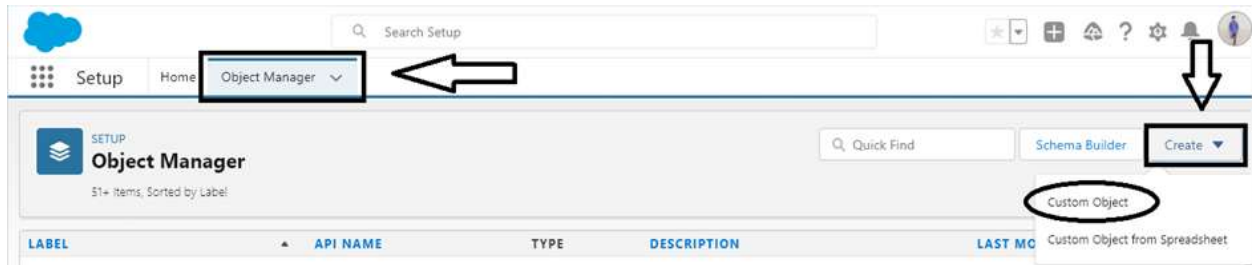 Search Setup
Setup Home Object Manager
SETUP
Object Manager
51+ Items, Sorted by Label
Quick Find Schema Builder Create
Custom Object
Custom Object from Spreadsheet
LABEL API NAME TYPE DESCRIPTION LAST MO